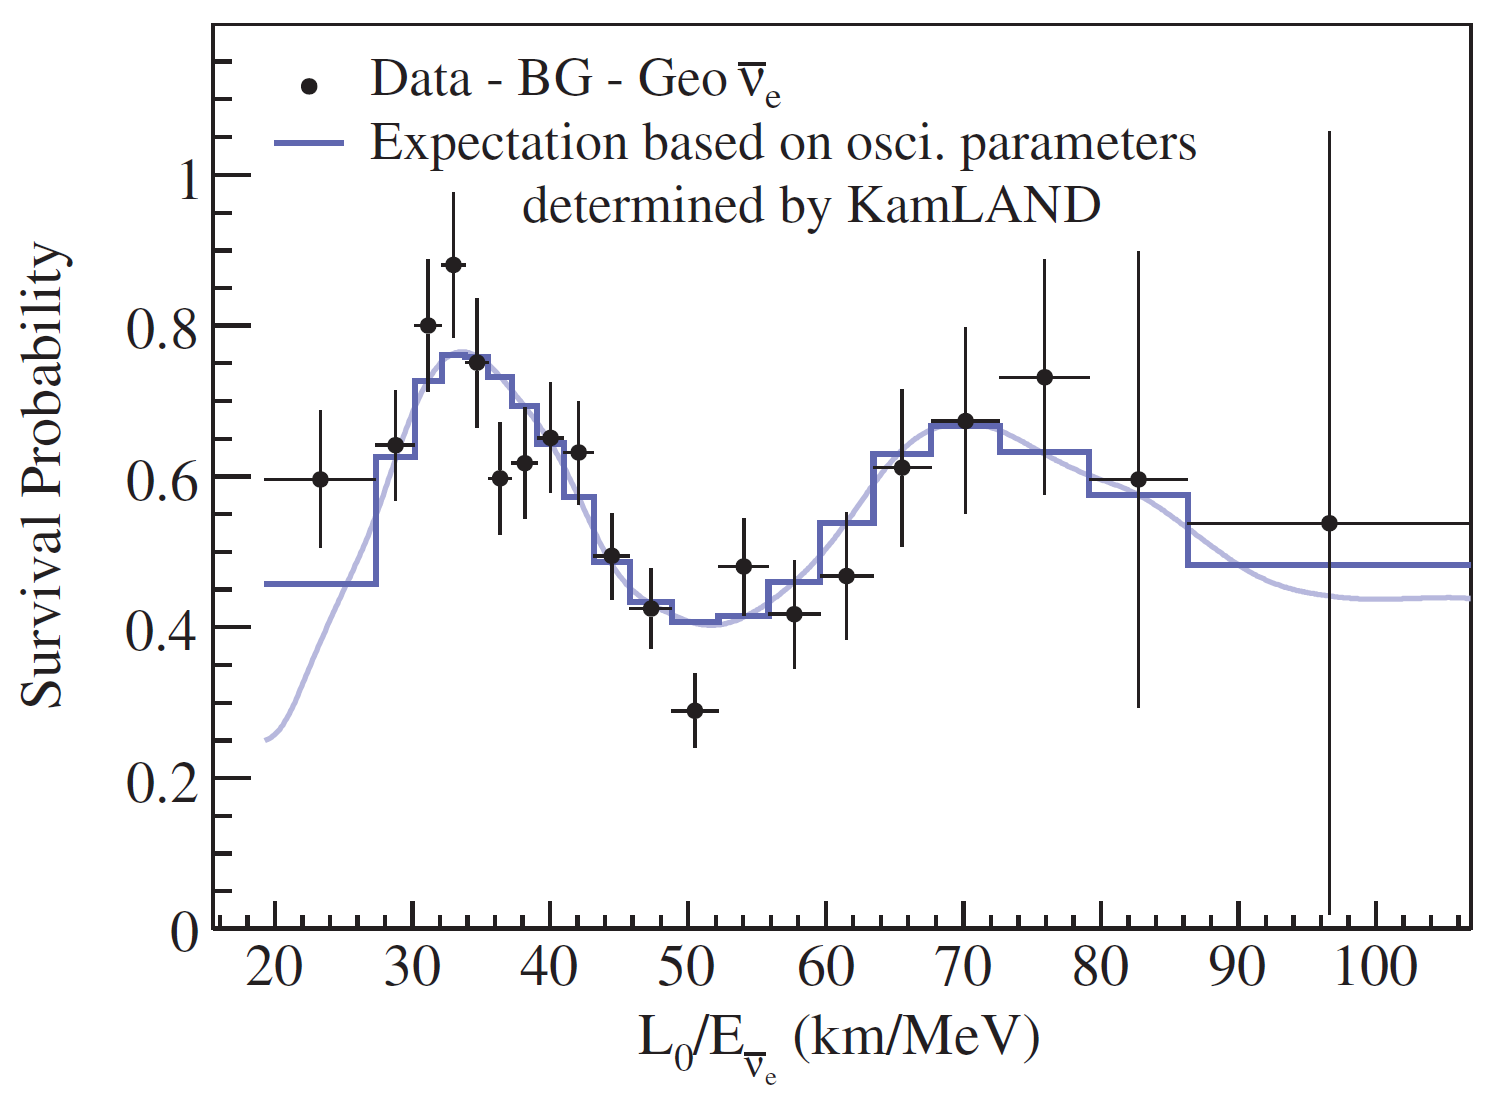 Data - BG - Geo ν̅e
Expectation based on osci. parameters
determined by KamLAND
Survival Probability
1
0.8
0.6
0.4
0.2
0
20 30 40 50 60 70 80 90 100
L0/Eν̅e (km/MeV)